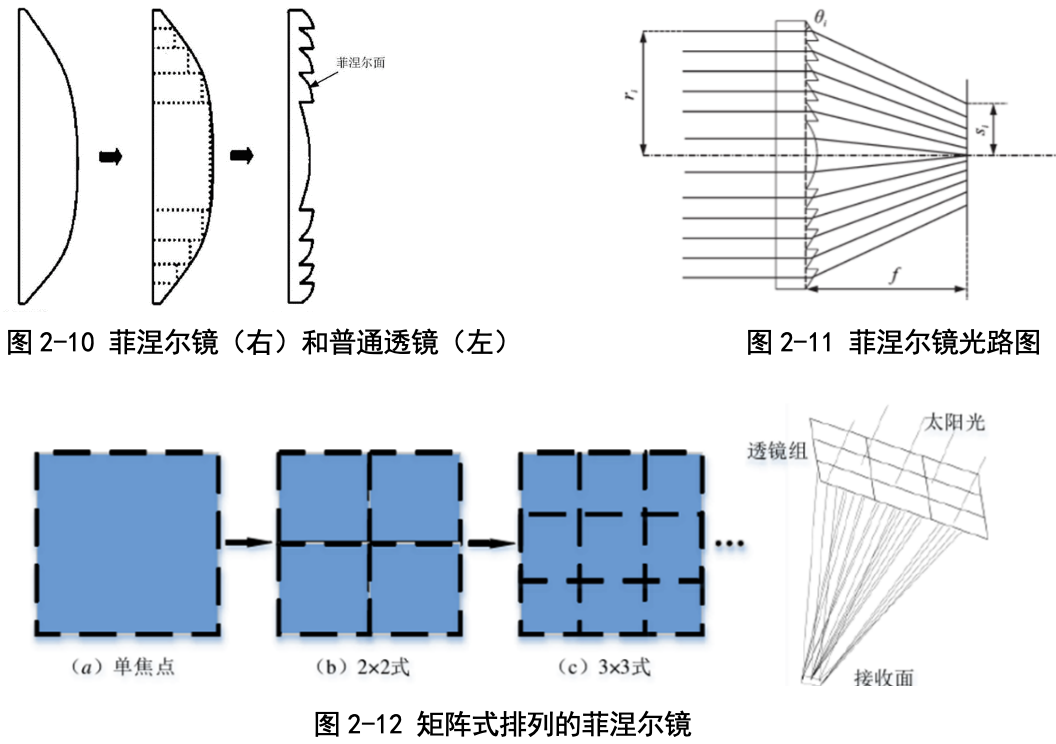 菲涅尔面
θi
ri
si
f
图2-10 菲涅尔镜（右）和普通透镜（左）
图2-11 菲涅尔镜光路图
太阳光
透镜组
（a）单焦点
（b）2×2式
（c）3×3式
接收面
图2-12 矩阵式排列的菲涅尔镜